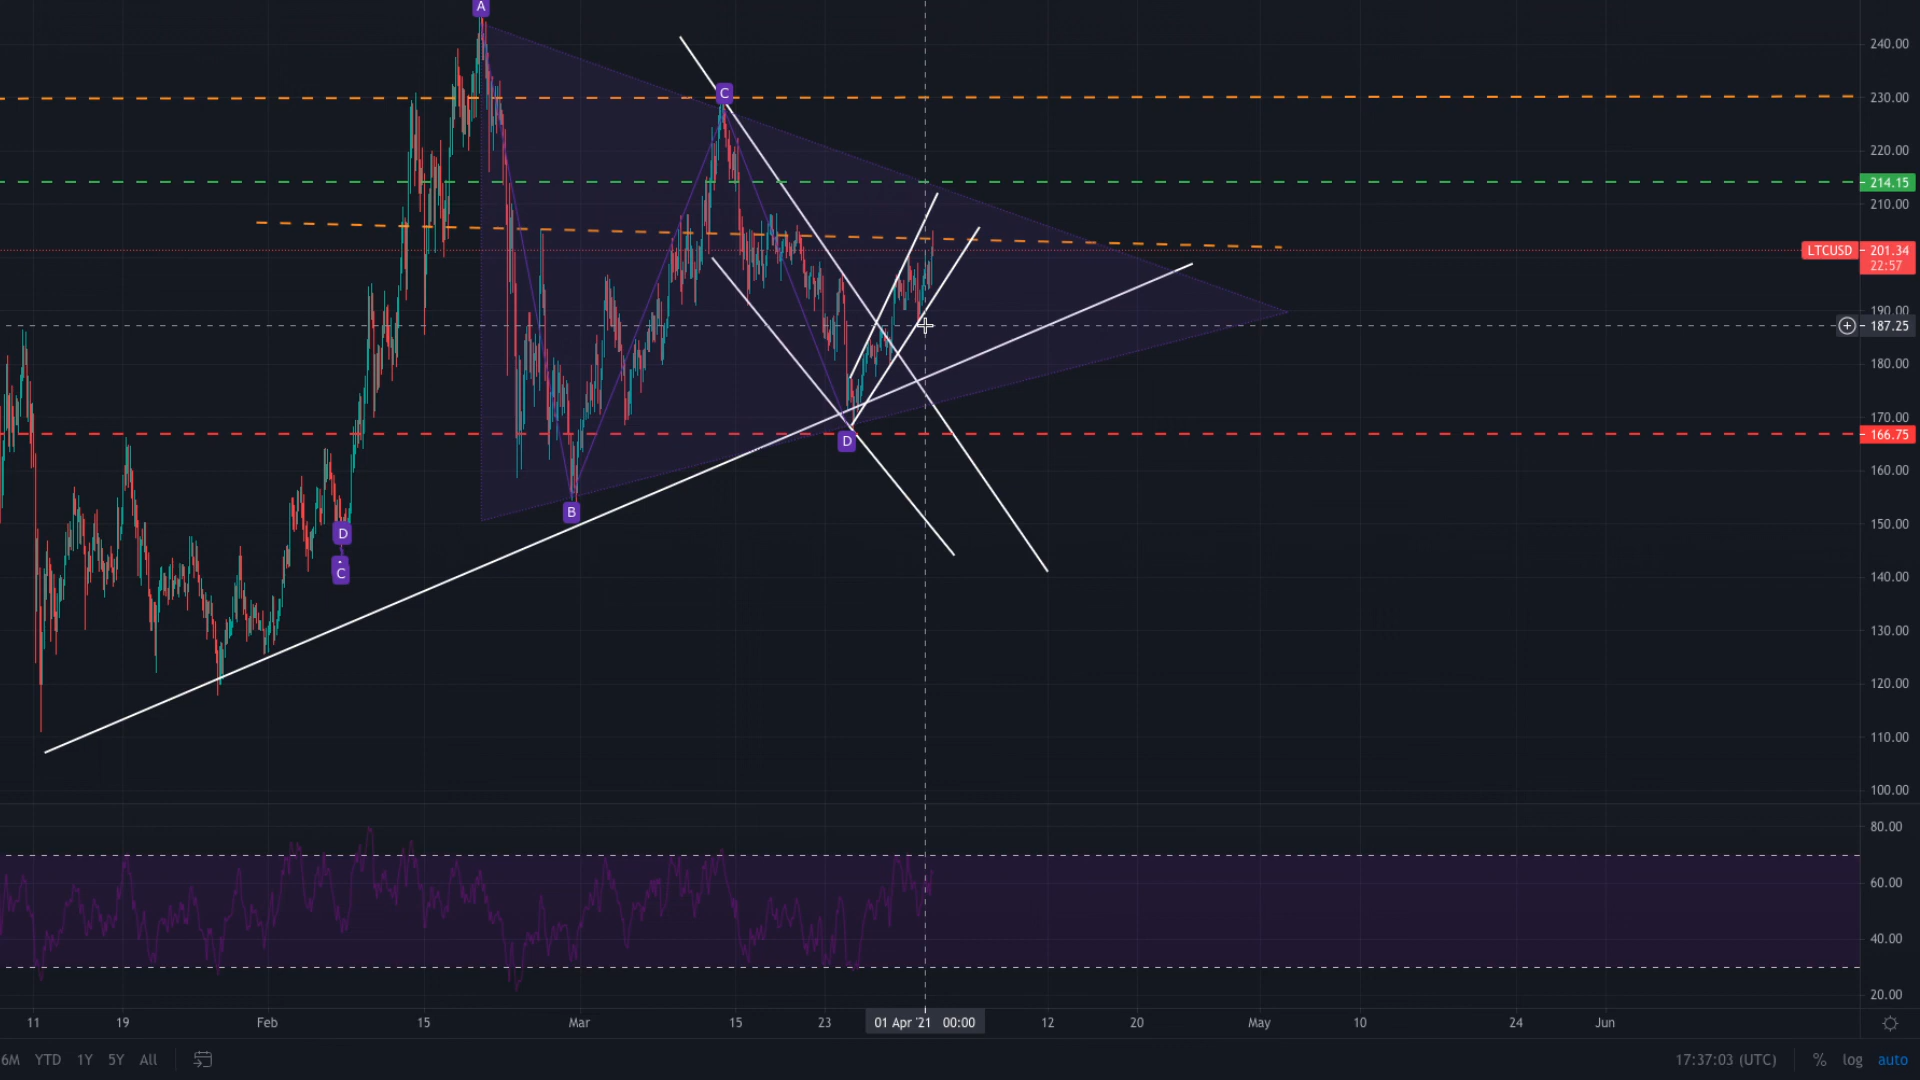 A
240.00
C
230.00
220.00
214.15
210.00
LTCUSD 201.34
22:57
190.00
187.25
180.00
170.00
D
166.75
160.00
B
150.00
D
C
140.00
130.00
120.00
110.00
100.00
80.00
60.00
40.00
20.00
11 19 Feb 15 Mar 15 23 01 Apr '21 00:00 12 20 May 10 24 Jun
6M YTD 1Y 5Y All 17:37:03 (UTC) % log auto